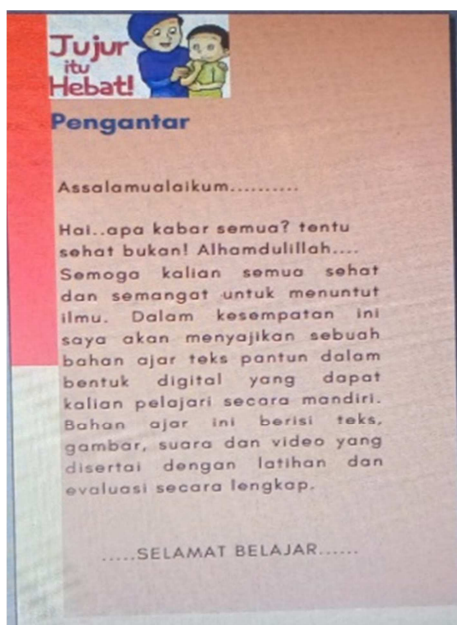 Jujur
itu
Hebat!
Pengantar
Assalamualaikum..........
Hai..apa kabar semua? tentu
sehat bukan! Alhamdulillah....
Semoga kalian semua sehat
dan semangat untuk menuntut
ilmu. Dalam kesempatan ini
saya akan menyajikan sebuah
bahan ajar teks pantun dalam
bentuk digital yang dapat
kalian pelajari secara mandiri.
Bahan ajar ini berisi teks,
gambar, suara dan video yang
disertai dengan latihan dan
evaluasi secara lengkap.
.....SELAMAT BELAJAR......